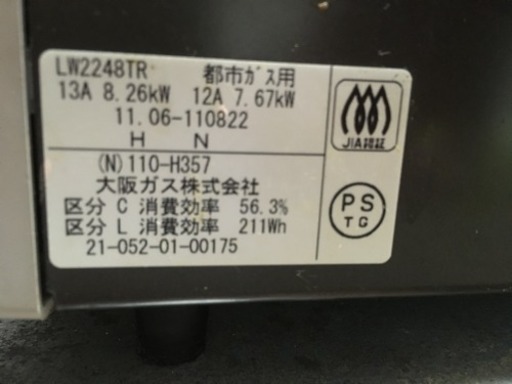 LW2248TR 都市ガス用
13A 8.26kW 12A 7.67kW
11.06-110822
H N
(N)110-H357
大阪ガス株式会社
区分 C 消費効率 56.3%
区分 L 消費効率 211Wh
21-052-01-00175
JIA認証
PS
TG